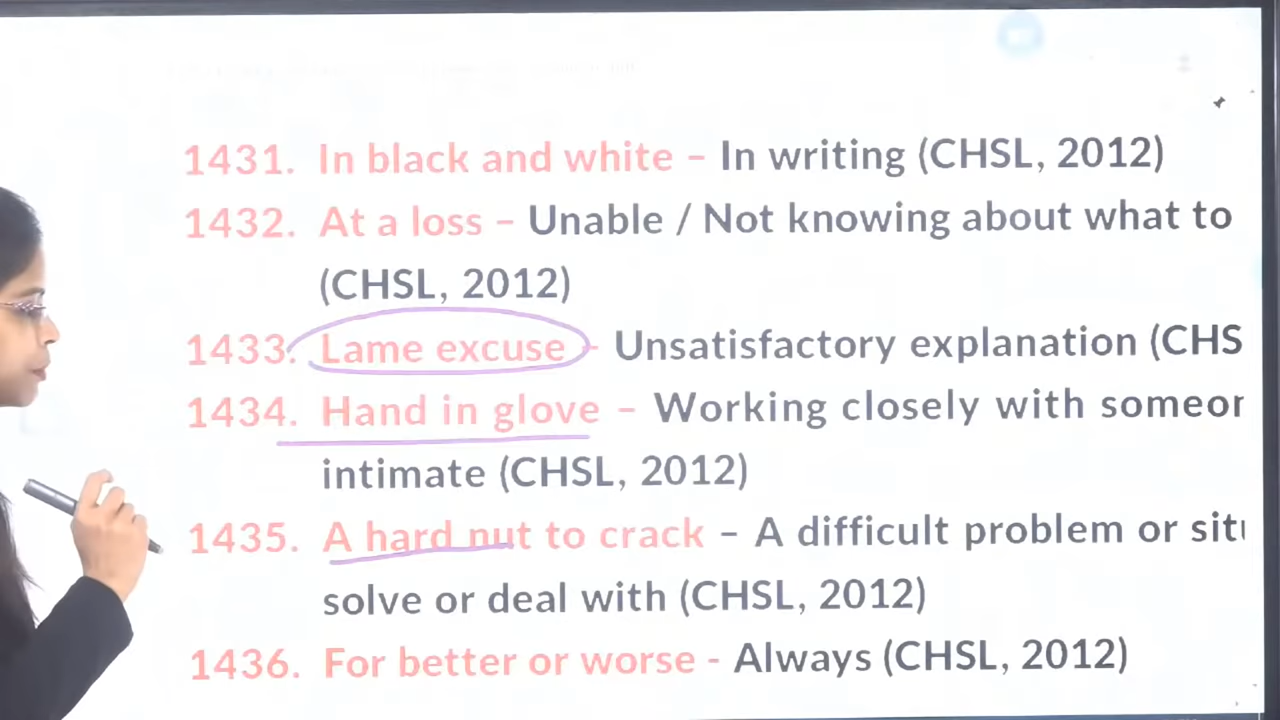 1431. In black and white – In writing (CHSL, 2012)
1432. At a loss – Unable / Not knowing about what to
(CHSL, 2012)
1433. Lame excuse – Unsatisfactory explanation (CHS
1434. Hand in glove – Working closely with
intimate (CHSL, 2012)
1435. A hard nut to crack – A difficult problem or
solve or deal with (CHSL, 2012)
1436. For better or worse - Always (CHSL, 2012)